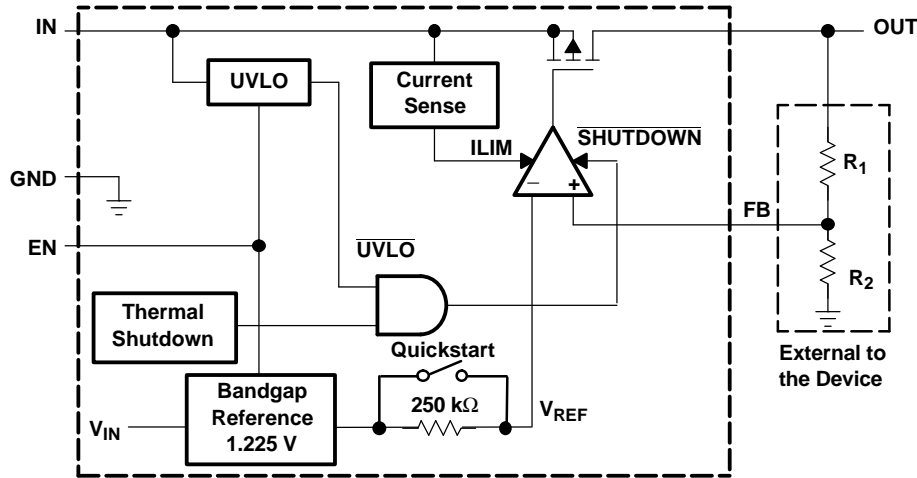 IN
OUT
UVLO
Current
Sense
SHUTDOWN
ILIM
− +
R1
GND
FB
EN
UVLO
R2
Thermal
Shutdown
Quickstart
External to
the Device
Bandgap
Reference
1.225 V
250 kΩ
VREF
VIN